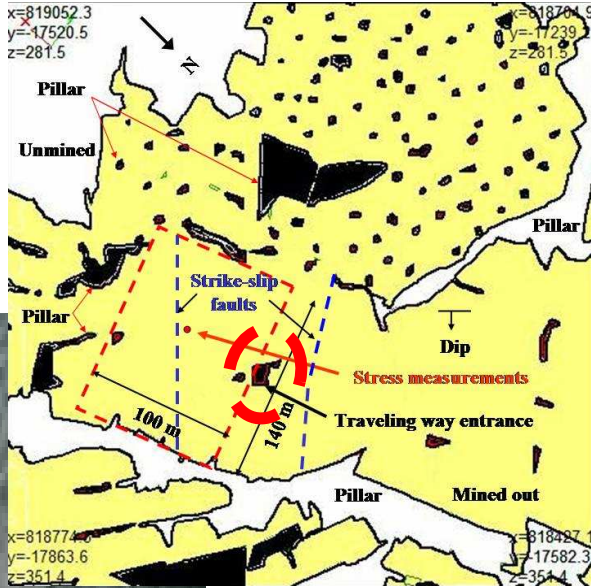 x=819052.3
y=-17520.5
z=281.5
x=818704.9
y=-17239.
z=281.5
N
Pillar
Unmined
Pillar
Strike-slip
faults
Pillar
Dip
Stress measurements
100 m
140 m
Traveling way entrance
Pillar
Mined out
x=818774.
y=-17863.6
z=351.4
x=818427.1
y=-17582.3
z=351.4